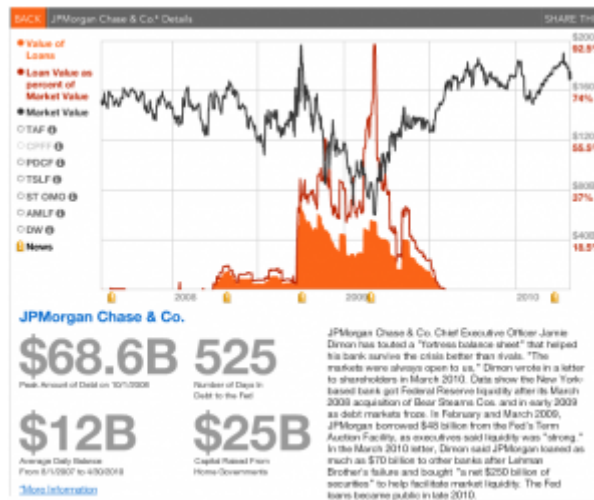 BACK JPMorgan Chase & Co.* Details SHARE TH
Value of
Loans
Loan Value as
percent of
Market Value
Market Value
TAF
CPFF
PDCF
TSLF
ST OMO
AMLF
DW
News
$200
92.5%
$160
74%
$120
55.5%
$800
37%
$400
18.5%
2008 2009 2010
JPMorgan Chase & Co.
$68.6B 525
Peak Amount of Debt on 10/1/2008
Number of Days in
Debt to the Fed
$12B $25B
Average Daily Balance
From 8/1/2007 to 4/30/2010
Capital Raised From
Home Governments
*More Information
JPMorgan Chase & Co. Chief Executive Officer Jamie
Dimon has touted a "fortress balance sheet" that helped
his bank survive the crisis better than rivals. "The
markets were always open to us," Dimon wrote in a letter
to shareholders in March 2010. Data show the New York-
based bank got Federal Reserve liquidity after its March
2008 acquisition of Bear Stearns Cos. and in early 2009
as debt markets froze. In February and March 2009,
JPMorgan borrowed $48 billion from the Fed's Term
Auction Facility, as executives said liquidity was "strong."
In the March 2010 letter, Dimon said JPMorgan loaned as
much as $70 billion to other banks after Lehman
Brother's failure and bought "a net $250 billion of
securities" to help facilitate market liquidity. The Fed
loans became public in late 2010.